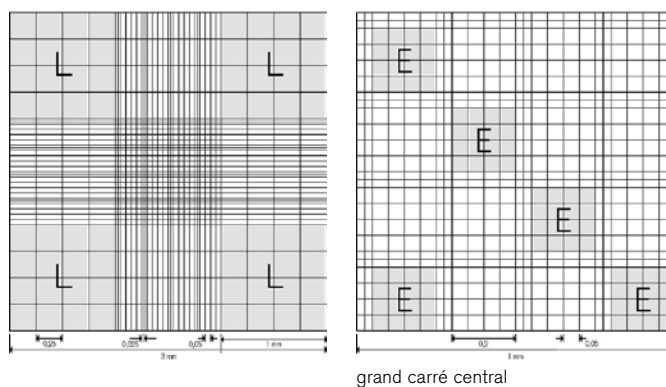 L L
E
E
E
L L
E E
0,25 0,025 0,05 1 mm
3 mm
0,2 0,05
1 mm
grand carré central